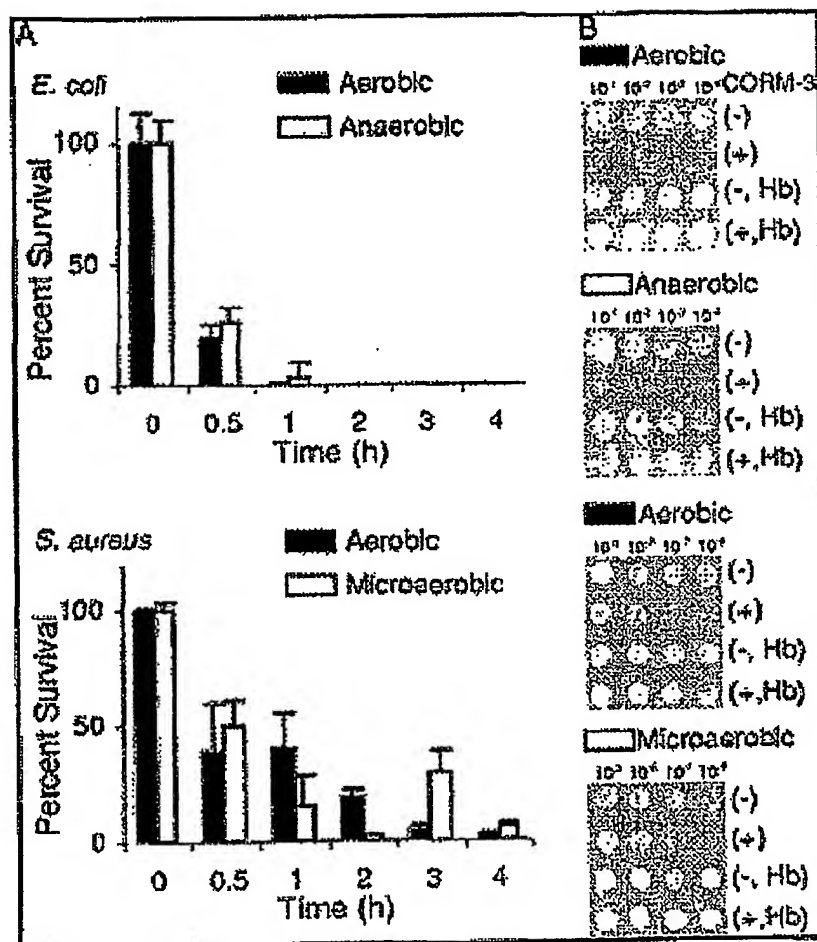 A
E. coli
Aerobic
Anaerobic
Percent Survival
100
50
0
0 0.5 1 2 3 4
Time (h)
S. aureus
Aerobic
Microaerobic
Percent Survival
100
50
0
0 0.5 1 2 3 4
Time (h)
B
Aerobic
CORM-3
(-)
(+)
(-, Hb)
(+,Hb)
Anaerobic
(-)
(+)
(-, Hb)
(+,Hb)
Aerobic
(-)
(+)
(-, Hb)
(+,Hb)
Microaerobic
(-)
(+)
(-, Hb)
(+,Hb)